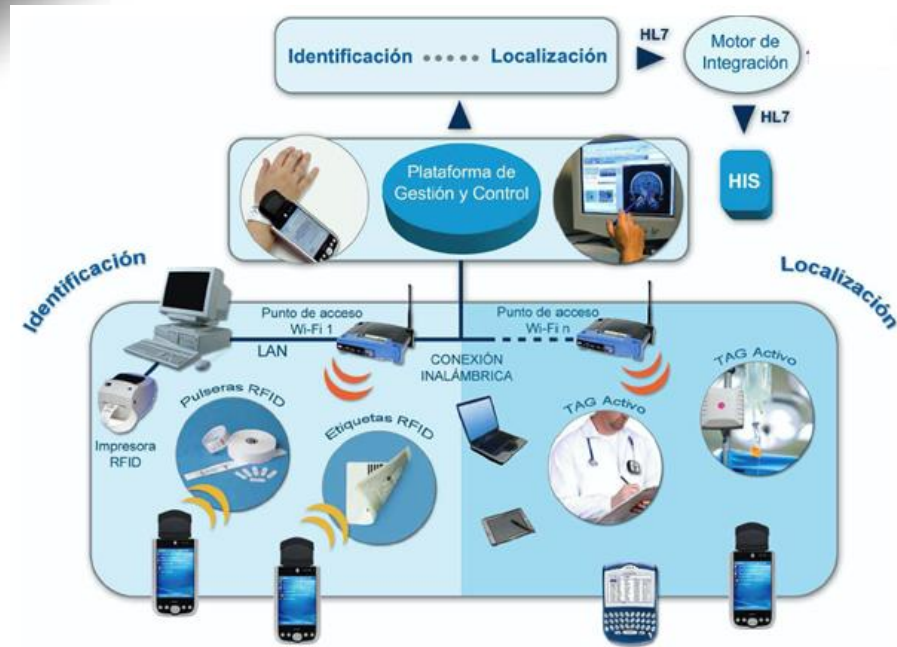 Identificación ····· Localización
HL7
Motor de
Integración
HL7
HIS
Plataforma de
Gestión y Control
Identificación
Localización
Punto de acceso
Wi-Fi 1
LAN
Punto de acceso
Wi-Fi n
CONEXIÓN
INALÁMBRICA
TAG Activo
Pulseras RFID
Etiquetas RFID
TAG Activo
Impresora
RFID